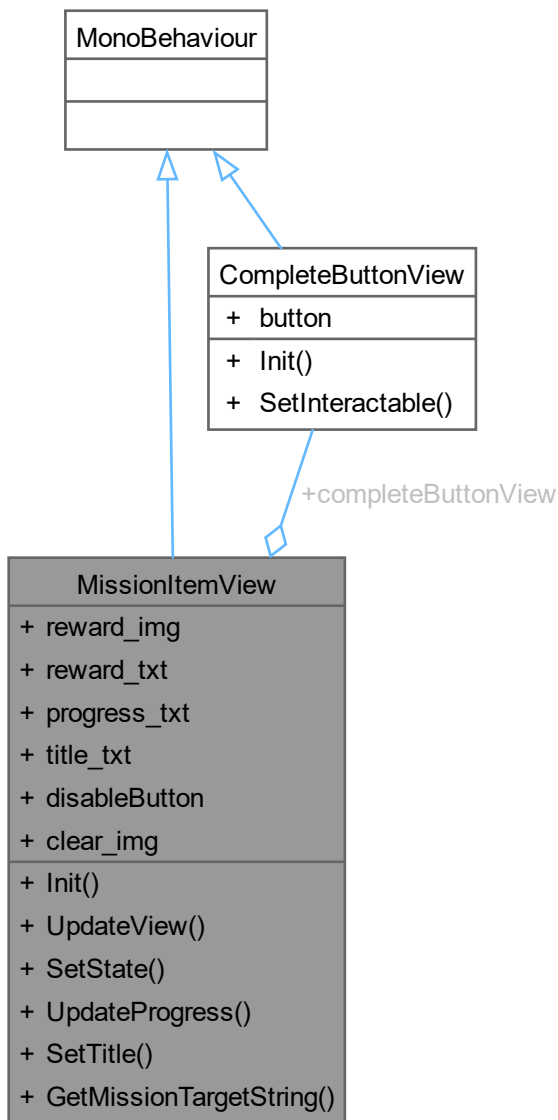 MonoBehaviour
CompleteButtonView
+ button
+ Init()
+ SetInteractable()
+completeButtonView
MissionItemView
+ reward_img
+ reward_txt
+ progress_txt
+ title_txt
+ disableButton
+ clear_img
+ Init()
+ UpdateView()
+ SetState()
+ UpdateProgress()
+ SetTitle()
+ GetMissionTargetString()